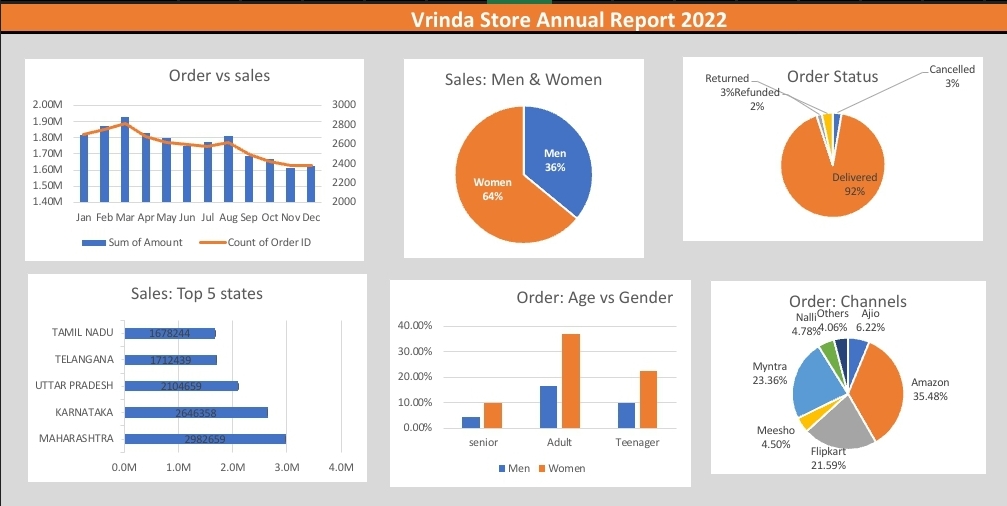 Vrinda Store Annual Report 2022
Order vs sales
2.00M
1.90M
1.80M
1.70M
1.60M
1.50M
1.40M
3000
2800
2600
2400
2200
2000
Jan Feb Mar Apr May Jun Jul Aug Sep Oct Nov Dec
Sum of Amount Count of Order ID
Sales: Men & Women
Men
36%
Women
64%
Order Status
Returned
3%
Refunded
2%
Cancelled
3%
Delivered
92%
Sales: Top 5 states
TAMIL NADU 1678244
TELANGANA 1712439
UTTAR PRADESH 2104659
KARNATAKA 2646358
MAHARASHTRA 2982659
0.0M 1.0M 2.0M 3.0M 4.0M
Order: Age vs Gender
40.00%
30.00%
20.00%
10.00%
0.00%
senior Adult Teenager
Men Women
Order: Channels
Nalli
4.78%
Others
4.06%
Ajio
6.22%
Myntra
23.36%
Amazon
35.48%
Meesho
4.50%
Flipkart
21.59%